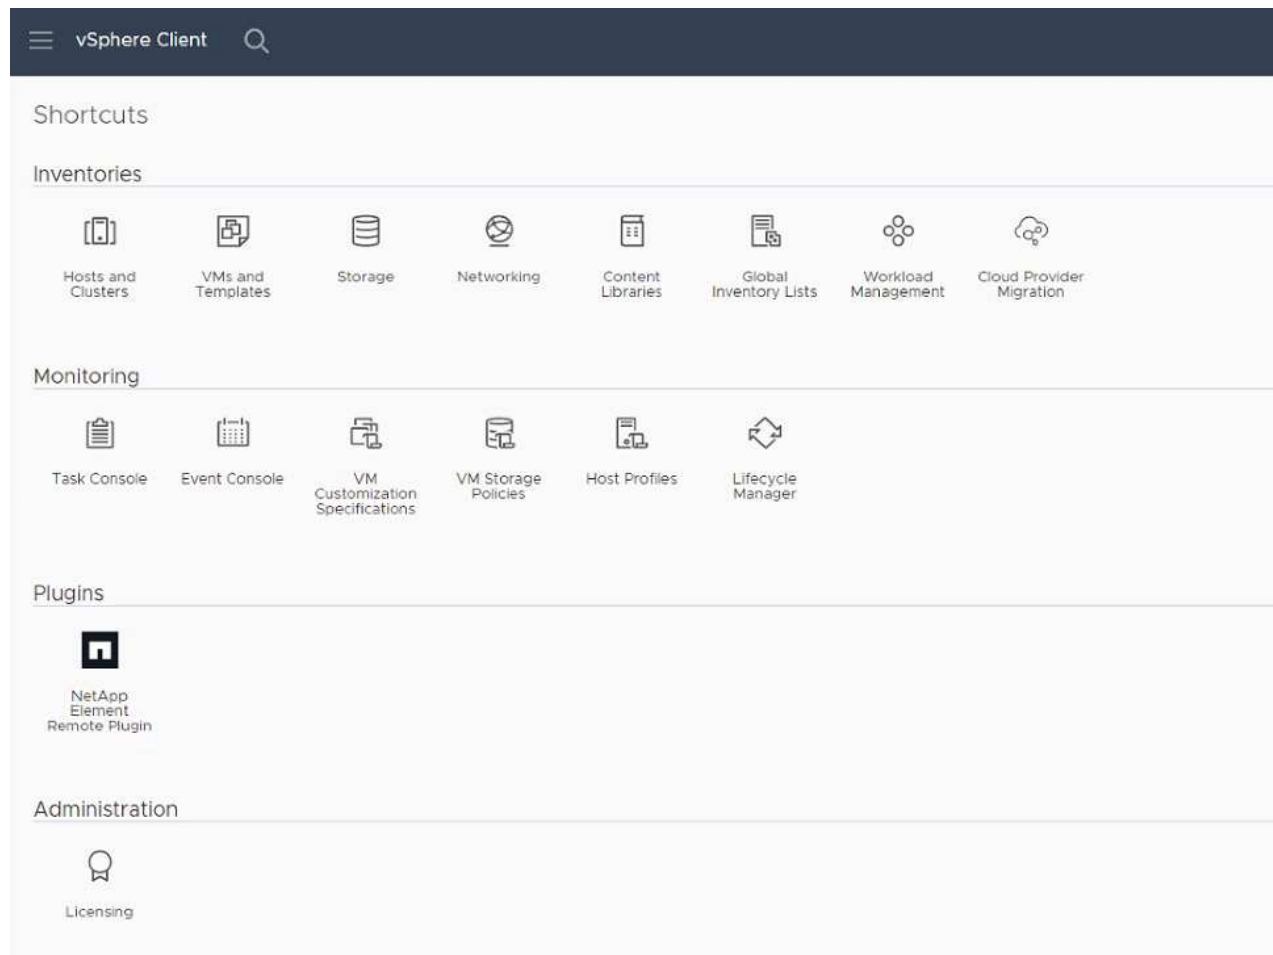 vSphere Client
Shortcuts
Inventories
Hosts and Clusters
VMs and Templates
Storage
Networking
Content Libraries
Global Inventory Lists
Workload Management
Cloud Provider Migration
Monitoring
Task Console
Event Console
VM Customization Specifications
VM Storage Policies
Host Profiles
Lifecycle Manager
Plugins
NetApp Element Remote Plugin
Administration
Licensing